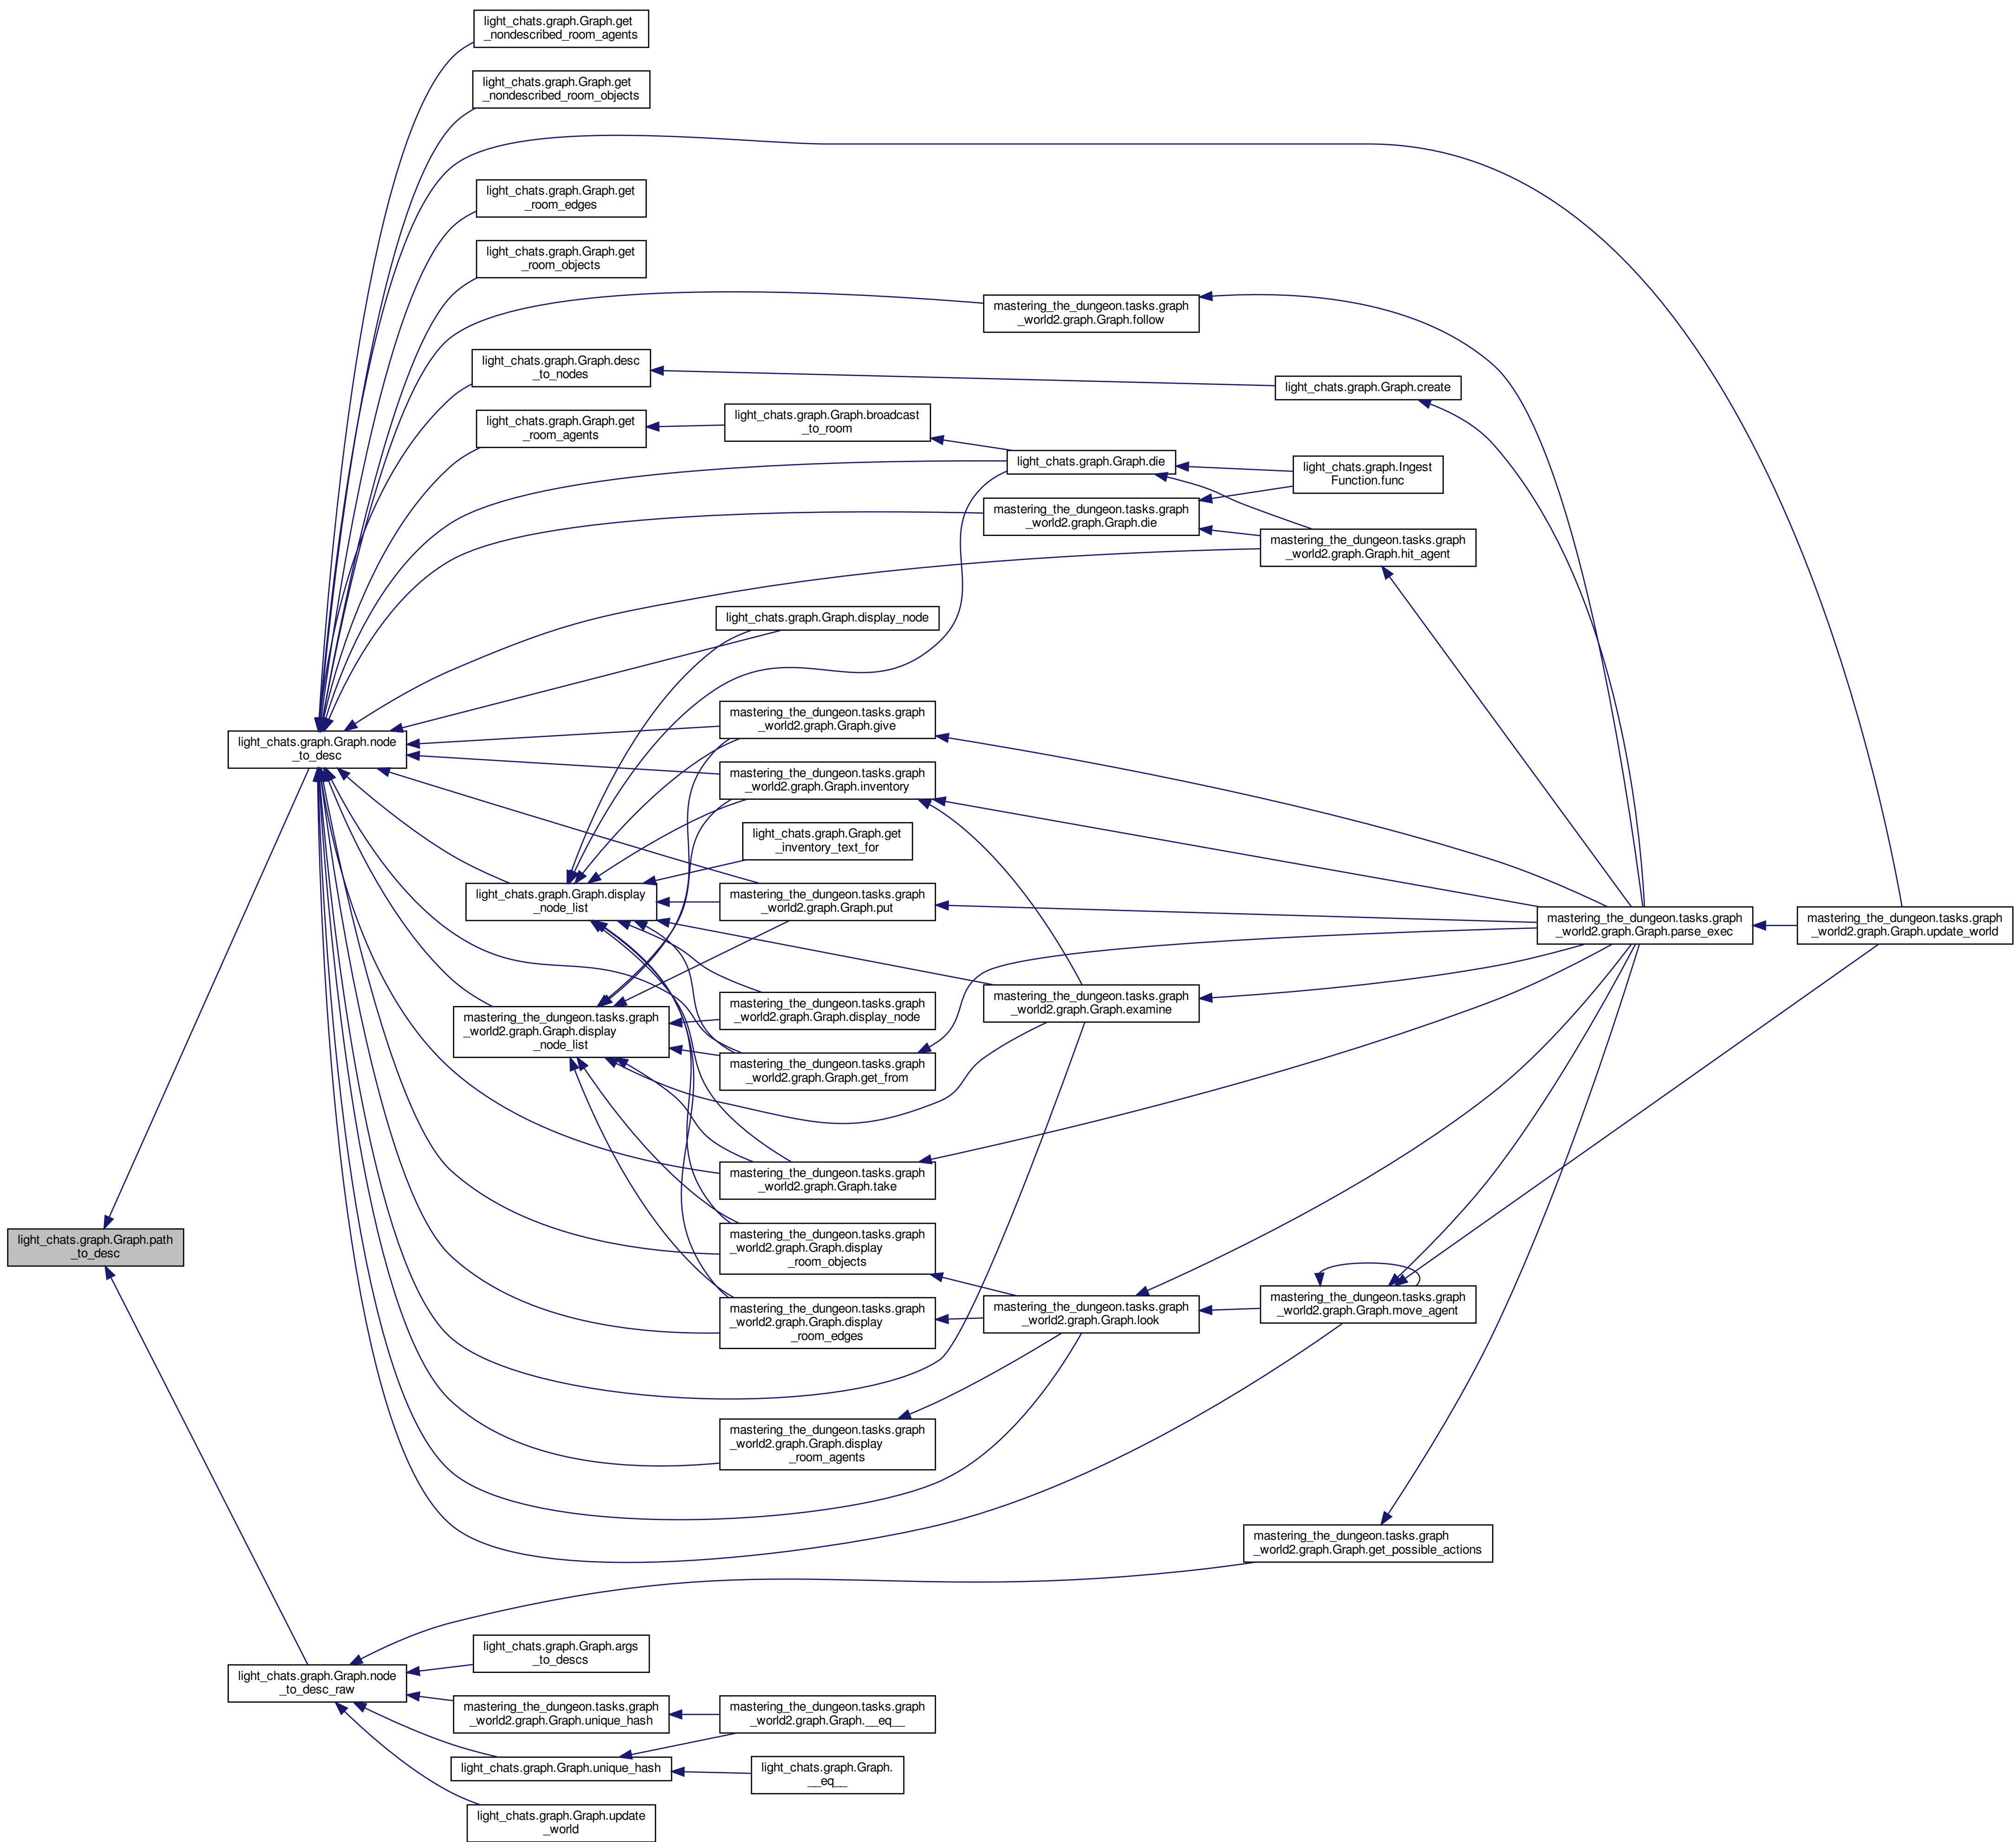 light_chats.graph.Graph.get
_nondescribed_room_agents
light_chats.graph.Graph.get
_nondescribed_room_objects
light_chats.graph.Graph.get
_room_edges
light_chats.graph.Graph.get
_room_objects
mastering_the_dungeon.tasks.graph
_world2.graph.Graph.follow
light_chats.graph.Graph.desc
_to_nodes
light_chats.graph.Graph.create
light_chats.graph.Graph.get
_room_agents
light_chats.graph.Graph.broadcast
_to_room
light_chats.graph.Graph.die
light_chats.graph.Ingest
Function.func
mastering_the_dungeon.tasks.graph
_world2.graph.Graph.die
mastering_the_dungeon.tasks.graph
_world2.graph.Graph.hit_agent
light_chats.graph.Graph.display_node
mastering_the_dungeon.tasks.graph
_world2.graph.Graph.give
light_chats.graph.Graph.node
_to_desc
mastering_the_dungeon.tasks.graph
_world2.graph.Graph.inventory
light_chats.graph.Graph.get
_inventory_text_for
light_chats.graph.Graph.display
_node_list
mastering_the_dungeon.tasks.graph
_world2.graph.Graph.put
mastering_the_dungeon.tasks.graph
_world2.graph.Graph.parse_exec
mastering_the_dungeon.tasks.graph
_world2.graph.Graph.update_world
mastering_the_dungeon.tasks.graph
_world2.graph.Graph.display
_node_list
mastering_the_dungeon.tasks.graph
_world2.graph.Graph.display_node
mastering_the_dungeon.tasks.graph
_world2.graph.Graph.examine
mastering_the_dungeon.tasks.graph
_world2.graph.Graph.get_from
mastering_the_dungeon.tasks.graph
_world2.graph.Graph.take
light_chats.graph.Graph.path
_to_desc
mastering_the_dungeon.tasks.graph
_world2.graph.Graph.display
_room_objects
mastering_the_dungeon.tasks.graph
_world2.graph.Graph.display
_room_edges
mastering_the_dungeon.tasks.graph
_world2.graph.Graph.look
mastering_the_dungeon.tasks.graph
_world2.graph.Graph.move_agent
mastering_the_dungeon.tasks.graph
_world2.graph.Graph.display
_room_agents
mastering_the_dungeon.tasks.graph
_world2.graph.Graph.get_possible_actions
light_chats.graph.Graph.args
_to_descs
light_chats.graph.Graph.node
_to_desc_raw
mastering_the_dungeon.tasks.graph
_world2.graph.Graph.unique_hash
mastering_the_dungeon.tasks.graph
_world2.graph.Graph.__eq__
light_chats.graph.Graph.unique_hash
light_chats.graph.Graph.
__eq__
light_chats.graph.Graph.update
_world